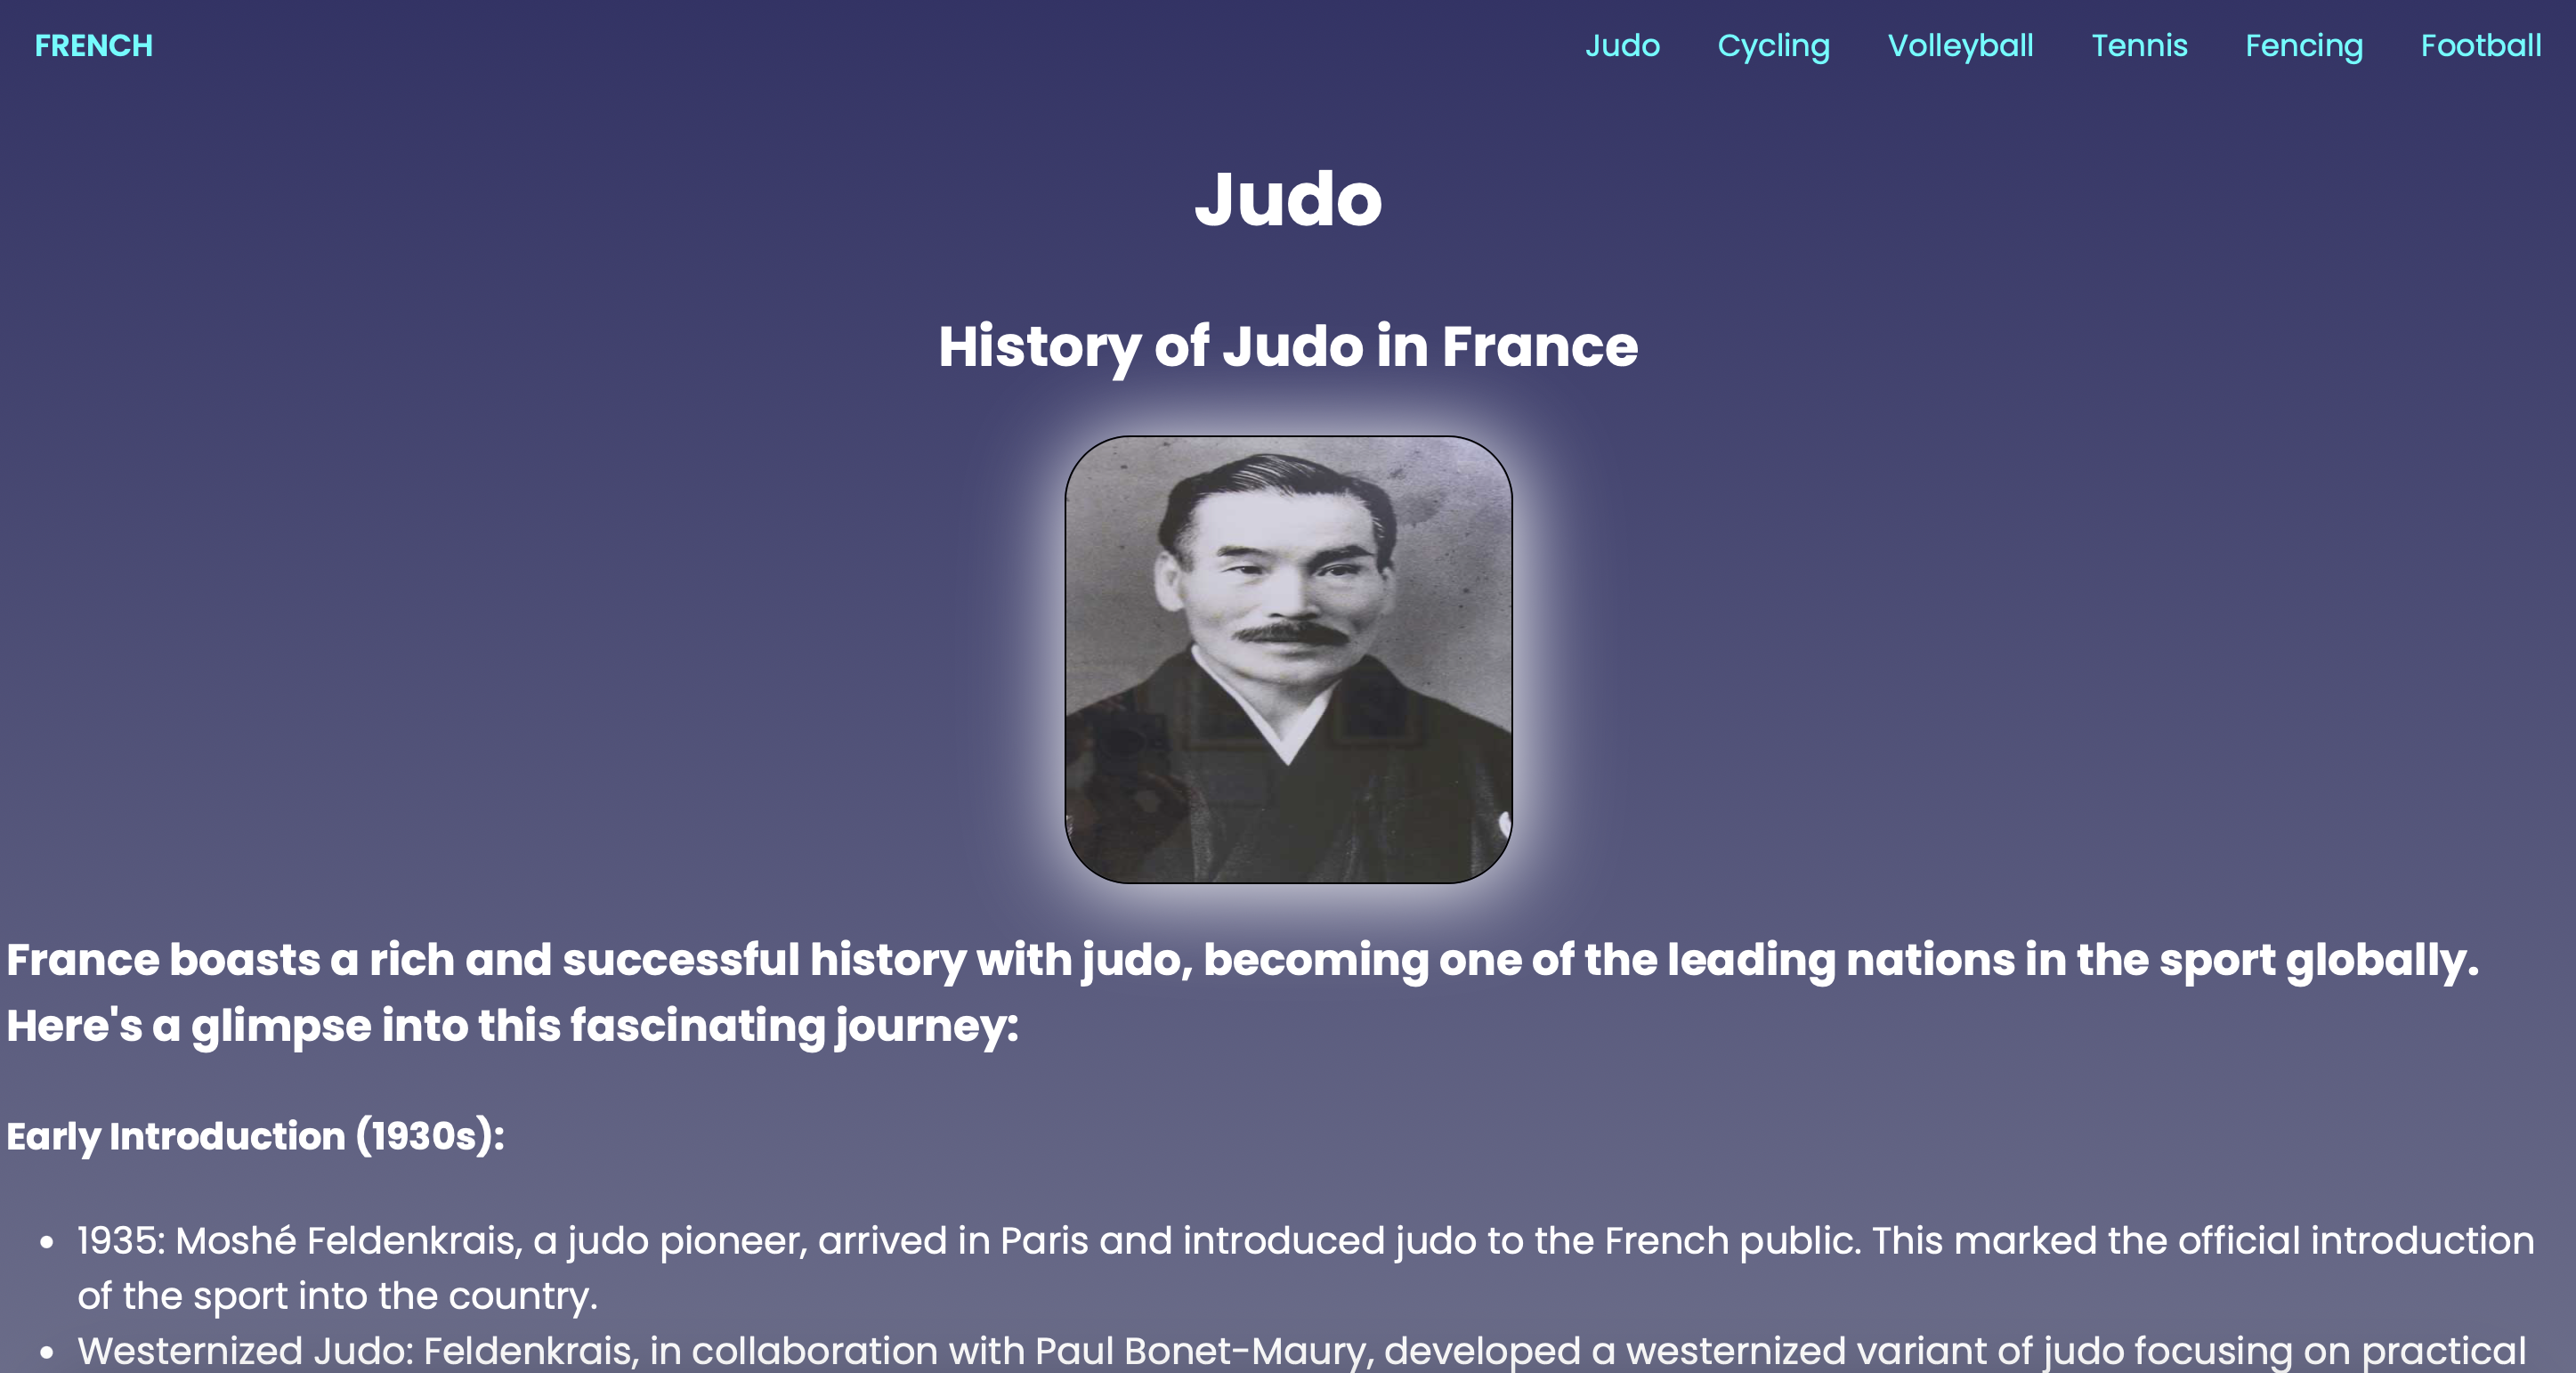 FRENCH
Judo Cycling Volleyball Tennis Fencing Football
Judo
History of Judo in France
France boasts a rich and successful history with judo, becoming one of the leading nations in the sport globally.
Here's a glimpse into this fascinating journey:
Early Introduction (1930s):
• 1935: Moshé Feldenkrais, a judo pioneer, arrived in Paris and introduced judo to the French public. This marked the official introduction
of the sport into the country.
• Westernized Judo: Feldenkrais, in collaboration with Paul Bonet-Maury, developed a westernized variant of judo focusing on practical